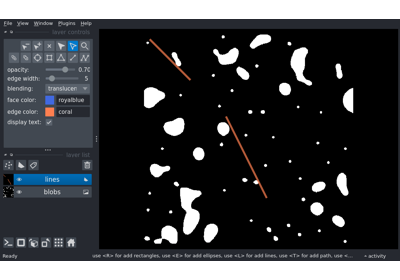 File View Window Plugins Help
layer controls
opacity: 0.70
edge width: 5
blending: translucen
face color: royalblue
edge color: coral
display text:
layer list
lines
blobs
Ready
use <R> for add rectangles, use <E> for add ellipses, use <L> for add lines, use <T> for add path, use <...
activity